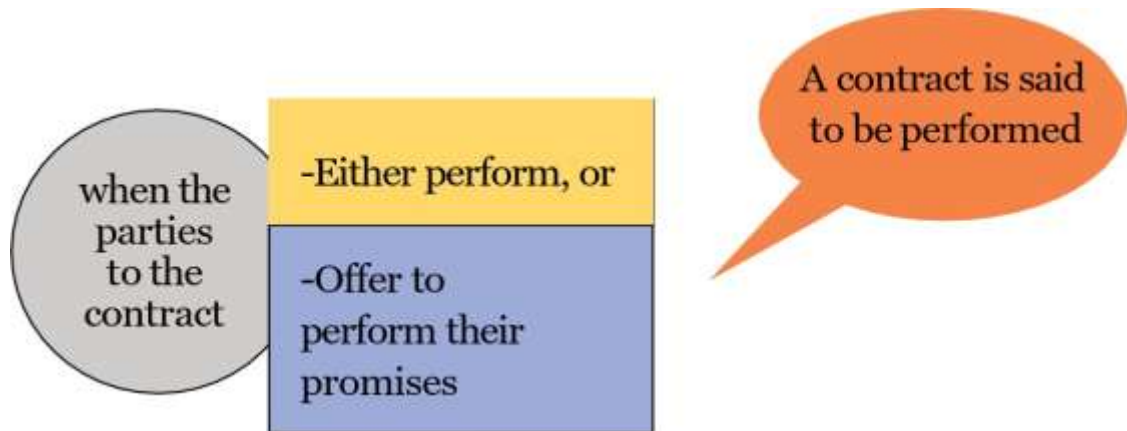 A contract is said
to be performed
when the
parties
to the
contract
-Either perform, or
-Offer to
perform their
promises